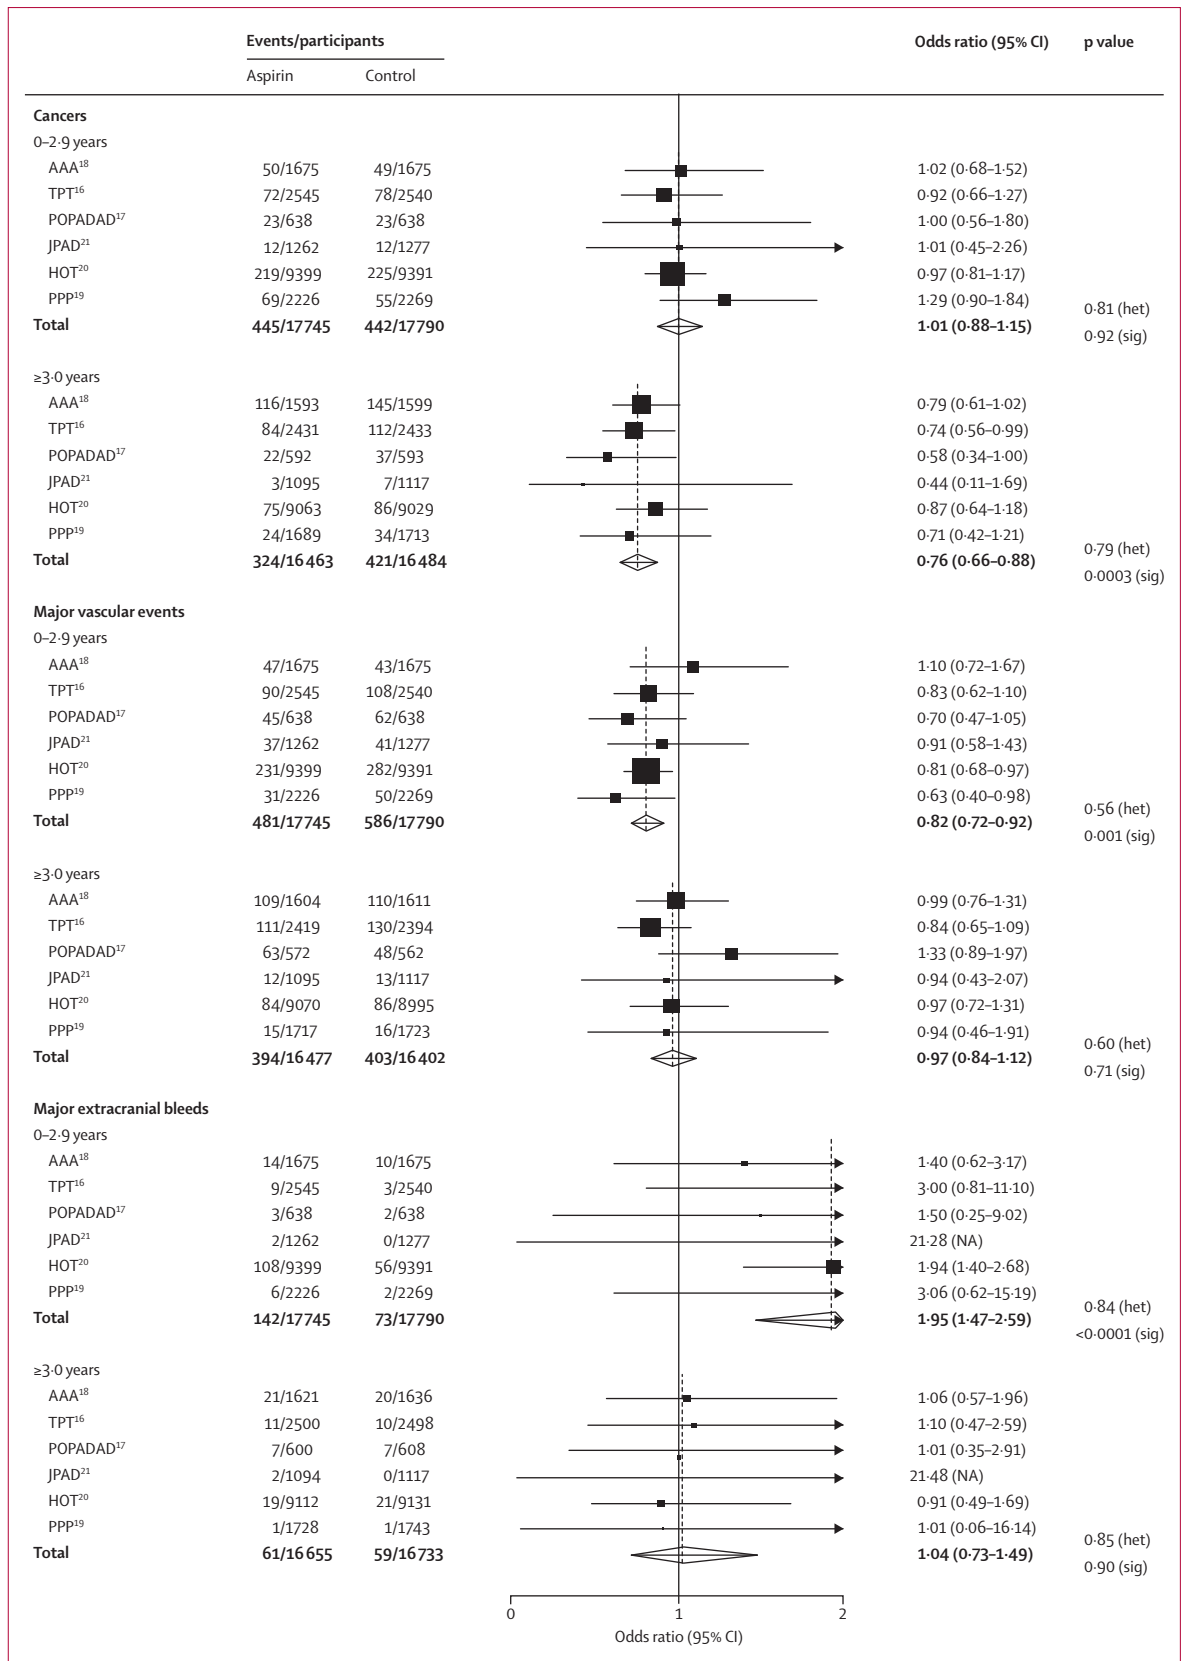 Events/participants Odds ratio (95% CI) p value
Aspirin Control
Cancers
0–2·9 years
AAA18 50/1675 49/1675 1·02 (0·68–1·52)
TPT16 72/2545 78/2540 0·92 (0·66–1·27)
POPADAD17 23/638 23/638 1·00 (0·56–1·80)
JPAD21 12/1262 12/1277 1·01 (0·45–2·26)
HOT20 219/9399 225/9391 0·97 (0·81–1·17)
PPP19 69/2226 55/2269 1·29 (0·90–1·84)
0·81 (het)
Total 445/17745 442/17790 1·01 (0·88–1·15)
0·92 (sig)
≥3·0 years
AAA18 116/1593 145/1599 0·79 (0·61–1·02)
TPT16 84/2431 112/2433 0·74 (0·56–0·99)
POPADAD17 22/592 37/593 0·58 (0·34–1·00)
JPAD21 3/1095 7/1117 0·44 (0·11–1·69)
HOT20 75/9063 86/9029 0·87 (0·64–1·18)
PPP19 24/1689 34/1713 0·71 (0·42–1·21)
0·79 (het)
Total 324/16 463 421/16 484 0·76 (0·66–0·88)
0·0003 (sig)
Major vascular events
0–2·9 years
AAA18 47/1675 43/1675 1·10 (0·72–1·67)
TPT16 90/2545 108/2540 0·83 (0·62–1·10)
POPADAD17 45/638 62/638 0·70 (0·47–1·05)
JPAD21 37/1262 41/1277 0·91 (0·58–1·43)
HOT20 231/9399 282/9391 0·81 (0·68–0·97)
PPP19 31/2226 50/2269 0·63 (0·40–0·98)
0·56 (het)
Total 481/17745 586/17790 0·82 (0·72–0·92)
0·001 (sig)
≥3·0 years
AAA18 109/1604 110/1611 0·99 (0·76–1·31)
TPT16 111/2419 130/2394 0·84 (0·65–1·09)
POPADAD17 63/572 48/562 1·33 (0·89–1·97)
JPAD21 12/1095 13/1117 0·94 (0·43–2·07)
HOT20 84/9070 86/8995 0·97 (0·72–1·31)
PPP19 15/1717 16/1723 0·94 (0·46–1·91)
0·60 (het)
Total 394/16 477 403/16 402 0·97 (0·84–1·12)
0·71 (sig)
Major extracranial bleeds
0–2·9 years
AAA18 14/1675 10/1675 1·40 (0·62–3·17)
TPT16 9/2545 3/2540 3·00 (0·81–11·10)
POPADAD17 3/638 2/638 1·50 (0·25–9·02)
JPAD21 2/1262 0/1277 21·28 (NA)
HOT20 108/9399 56/9391 1·94 (1·40–2·68)
PPP19 6/2226 2/2269 3·06 (0·62–15·19)
0·84 (het)
Total 142/17745 73/17790 1·95 (1·47–2·59)
<0·0001 (sig)
≥3·0 years
AAA18 21/1621 20/1636 1·06 (0·57–1·96)
TPT16 11/2500 10/2498 1·10 (0·47–2·59)
POPADAD17 7/600 7/608 1·01 (0·35–2·91)
JPAD21 2/1094 0/1117 21·48 (NA)
HOT20 19/9112 21/9131 0·91 (0·49–1·69)
PPP19 1/1728 1/1743 1·01 (0·06–16·14)
0·85 (het)
Total 61/16 655 59/16 733 1·04 (0·73–1·49)
0·90 (sig)
0 1 2
Odds ratio (95% CI)